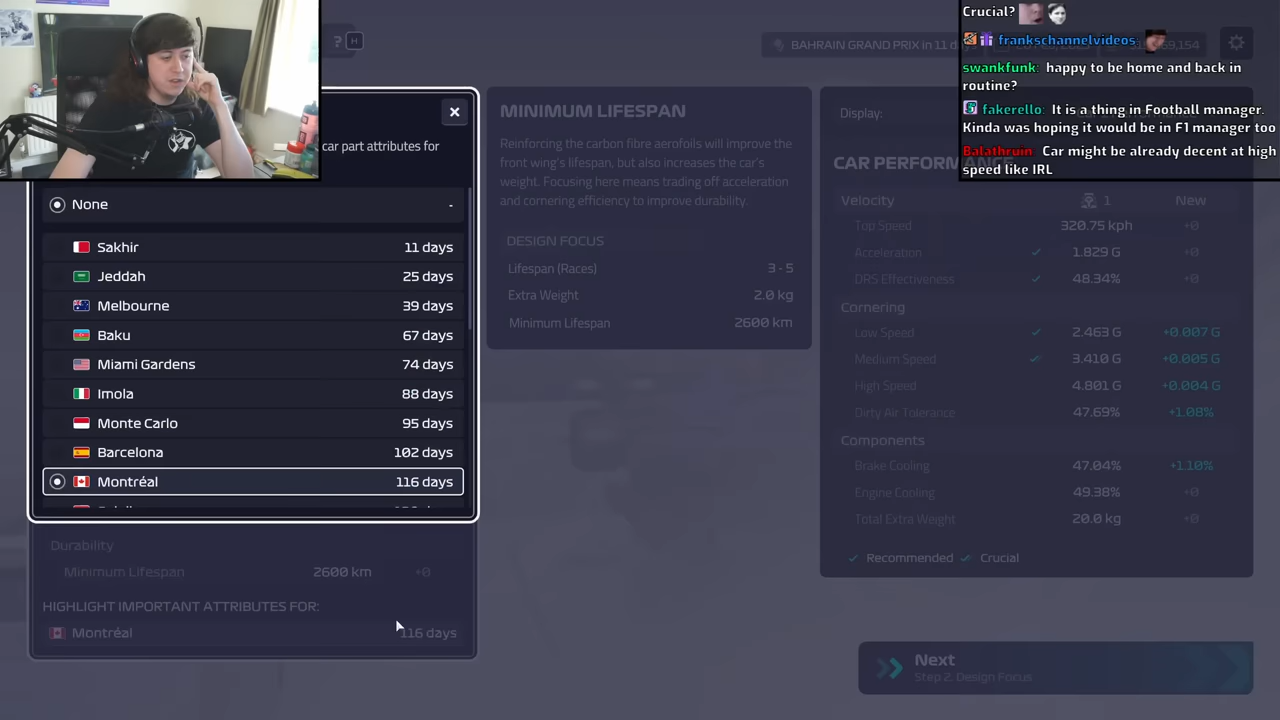 ? H
BAHRAIN GRAND PRIX in 11 d
9,154
Crucial?
frankschannelvideos:
swankfunk: happy to be home and back in
routine?
fakerello: It is a thing in Football manager.
Kinda was hoping it would be in F1 manager too
Balathruin: Car might be already decent at high
speed like IRL
car part attributes for
None -
Sakhir 11 days
Jeddah 25 days
Melbourne 39 days
Baku 67 days
Miami Gardens 74 days
Imola 88 days
Monte Carlo 95 days
Barcelona 102 days
Montréal 116 days
Durability
Minimum Lifespan 2600 km +0
HIGHLIGHT IMPORTANT ATTRIBUTES FOR:
Montréal 116 days
MINIMUM LIFESPAN
Reinforcing the carbon fibre aerofoils will improve the
front wing's lifespan, but also increases the car's
weight. Focusing here means trading off acceleration
and cornering efficiency to improve durability.
DESIGN FOCUS
Lifespan (Races) 3 - 5
Extra Weight 2.0 kg
Minimum Lifespan 2600 km
Display:
CAR PERFORMANCE
Velocity 1 New
Top Speed 320.75 kph +0
Acceleration 1.829 G +0
DRS Effectiveness 48.34% +0
Cornering
Low Speed 2.463 G +0.007 G
Medium Speed 3.410 G +0.005 G
High Speed 4.801 G +0.004 G
Dirty Air Tolerance 47.69% +1.08%
Components
Brake Cooling 47.04% +1.10%
Engine Cooling 49.38% +0
Total Extra Weight 20.0 kg +0
Recommended Crucial
Next
Step 2. Design Focus